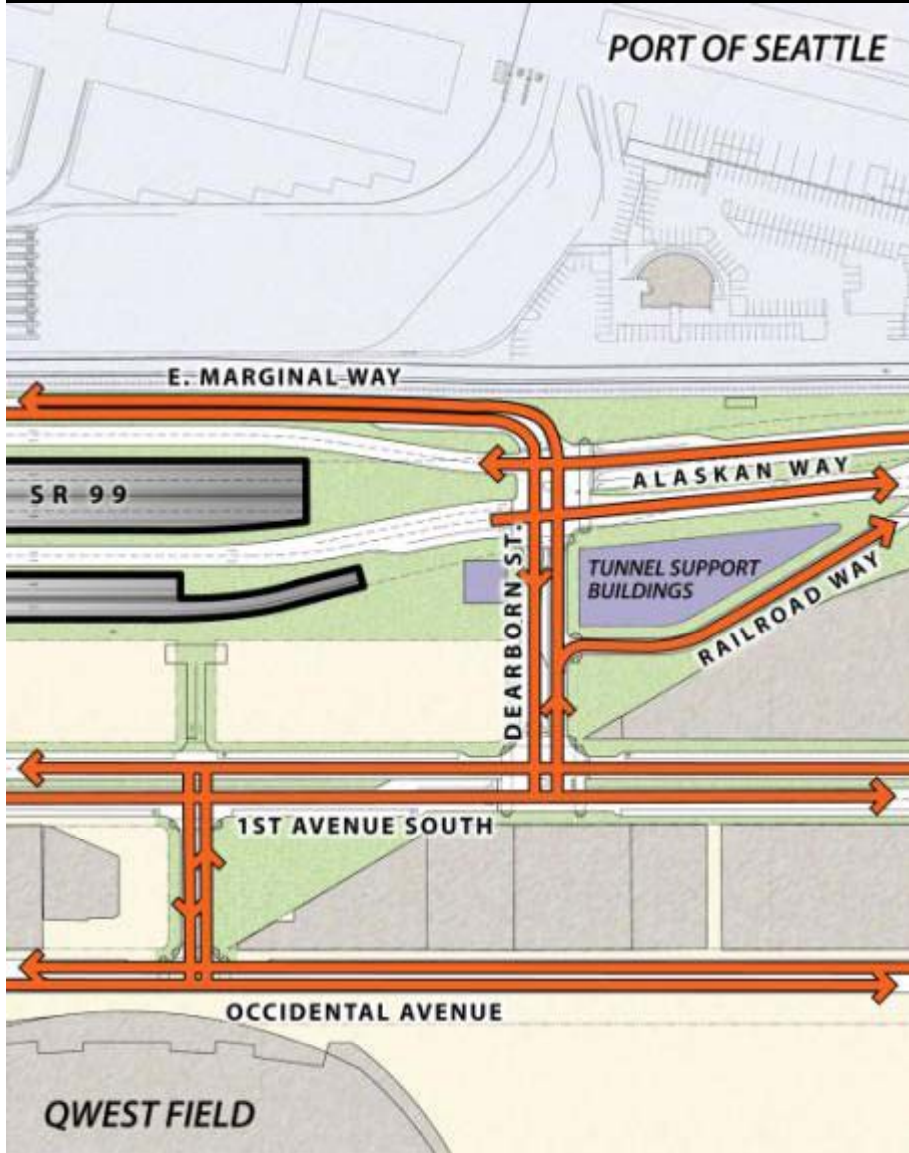 PORT OF SEATTLE
E. MARGINAL WAY
ALASKAN WAY
SR 99
TUNNEL SUPPORT
BUILDINGS
RAILROAD WAY
DEARBORN ST.
1ST AVENUE SOUTH
OCCIDENTAL AVENUE
QWEST FIELD